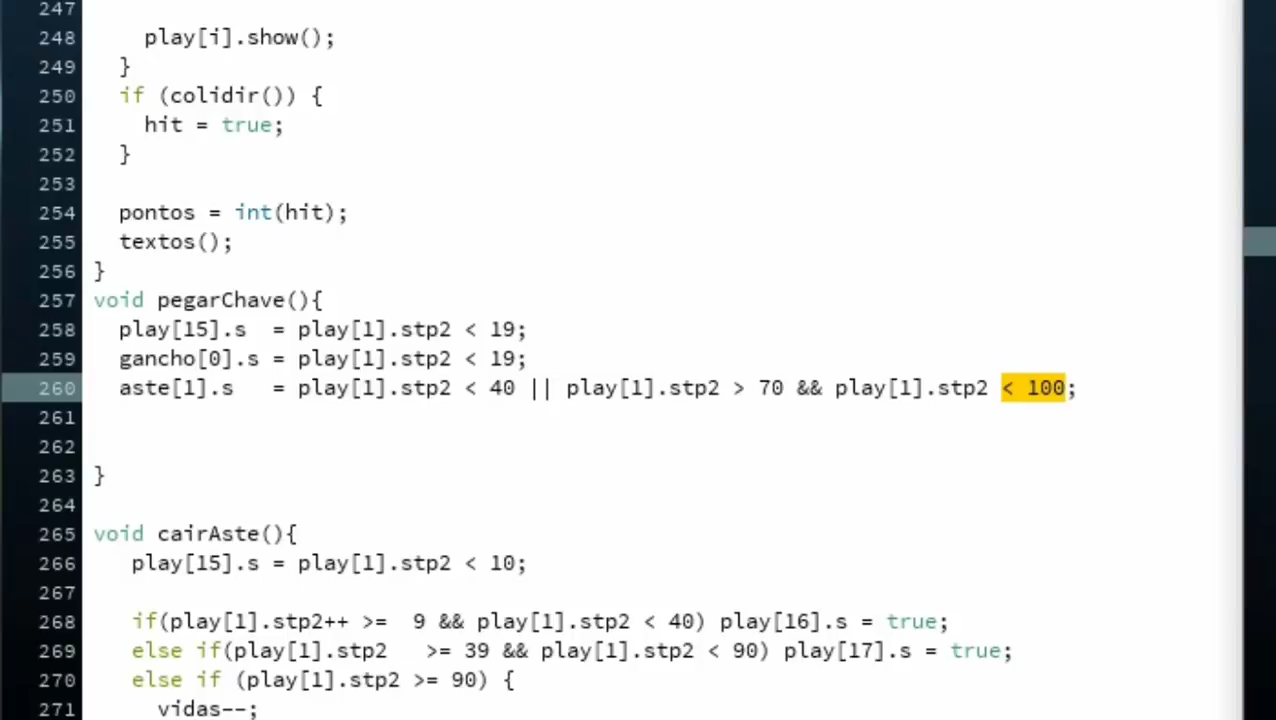 247
248 play[i].show();
249 }
250 if (colidir()) {
251 hit = true;
252 }
253
254 pontos = int(hit);
255 textos();
256 }
257 void pegarChave(){
258 play[15].s  = play[1].stp2 < 19;
259 gancho[0].s = play[1].stp2 < 19;
260 aste[1].s   = play[1].stp2 < 40 || play[1].stp2 > 70 && play[1].stp2 < 100;
261
262
263 }
264
265 void cairAste(){
266 play[15].s = play[1].stp2 < 10;
267
268 if(play[1].stp2++ >=  9 && play[1].stp2 < 40) play[16].s = true;
269 else if(play[1].stp2   >= 39 && play[1].stp2 < 90) play[17].s = true;
270 else if (play[1].stp2 >= 90) {
271 vidas--;